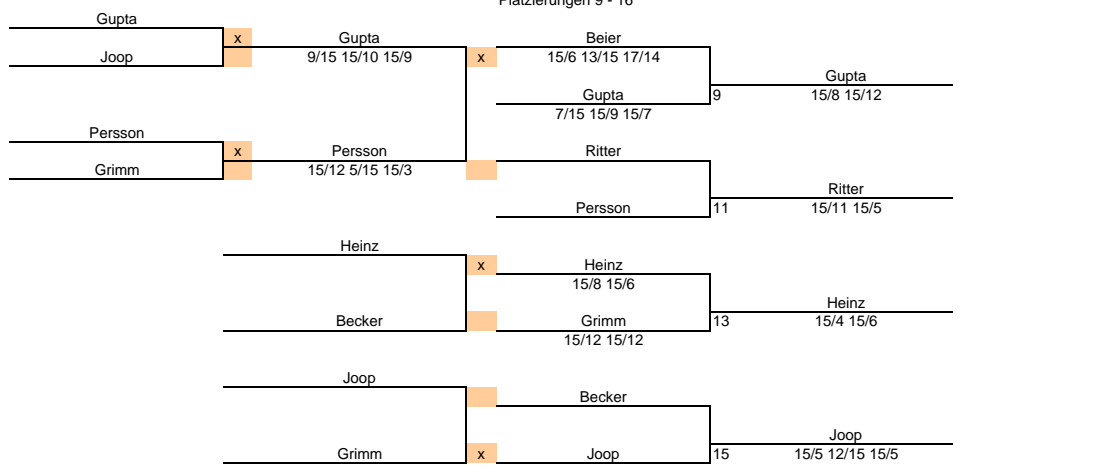 Platzierungen 9 - 16
Gupta
x
Gupta
Beier
Joop
9/15 15/10 15/9
x
15/6 13/15 17/14
Gupta
Gupta
9
15/8 15/12
7/15 15/9 15/7
Persson
x
Persson
Ritter
Grimm
15/12 5/15 15/3
Ritter
Persson
11
15/11 15/5
Heinz
x
Heinz
15/8 15/6
Heinz
Becker
Grimm
13
15/4 15/6
15/12 15/12
Joop
Becker
Joop
Grimm
x
Joop
15
15/5 12/15 15/5